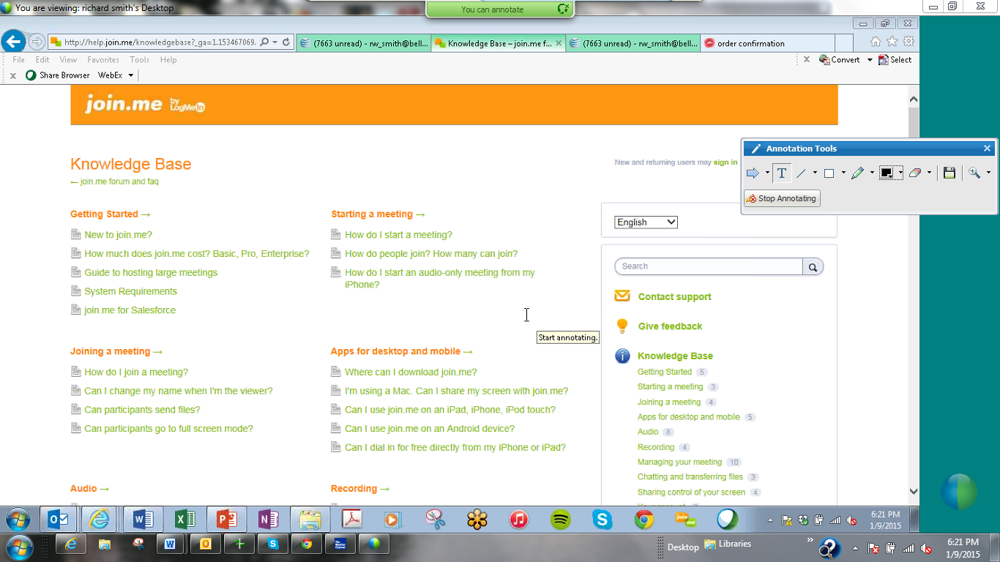 You are viewing: richard smith's Desktop
You can annotate
http://help.join.me/knowledgebase?_ga=1.153467069.
(7663 unread) - rw_smith@bell...
Knowledge Base – join.me f...
(7663 unread) - rw_smith@bell...
order confirmation
File Edit View Favorites Tools Help
Convert
Select
Share Browser WebEx
join.me by LogMeIn
Knowledge Base
← join.me forum and faq
New and returning users may sign in
Annotation Tools
T
Stop Annotating
Getting Started →
New to join.me?
How much does join.me cost? Basic, Pro, Enterprise?
Guide to hosting large meetings
System Requirements
join.me for Salesforce
Starting a meeting →
How do I start a meeting?
How do people join? How many can join?
How do I start an audio-only meeting from my
iPhone?
English
Search
Contact support
Give feedback
Start annotating.
Joining a meeting →
How do I join a meeting?
Can I change my name when I'm the viewer?
Can participants send files?
Can participants go to full screen mode?
Apps for desktop and mobile →
Where can I download join.me?
I'm using a Mac. Can I share my screen with join.me?
Can I use join.me on an iPad, iPhone, iPod touch?
Can I use join.me on an Android device?
Can I dial in for free directly from my iPhone or iPad?
Knowledge Base
Getting Started 5
Starting a meeting 3
Joining a meeting 4
Apps for desktop and mobile 5
Audio 8
Recording 4
Managing your meeting 10
Chatting and transferring files 3
Sharing control of your screen 4
Audio →
Recording →
6:21 PM
1/9/2015
Desktop
Libraries
6:21 PM
1/9/2015